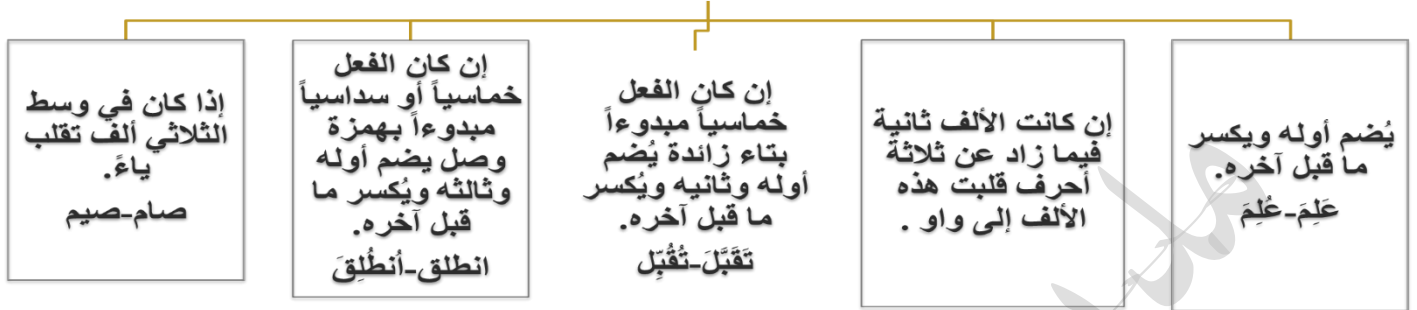 يُضم أوله ويكسر
ما قبل آخره.
عَلِمَ-عُلِمَ
إن كانت الألف ثانية
فيما زاد عن ثلاثة
أحرف قلبت هذه
الألف إلى واو .
إن كان الفعل
خماسياً مبدوءاً
بتاء زائدة يُضم
أوله وثانيه ويُكسر
ما قبل آخره.
تَقَبَّلَ-تُقُبِّل
إن كان الفعل
خماسياً أو سداسياً
مبدوءاً بهمزة
وصل يضم أوله
وثالثه ويُكسر ما
قبل آخره.
انطلق-أنطُلِقَ
إذا كان في وسط
الثلاثي ألف تقلب
ياءً.
صام-صيم